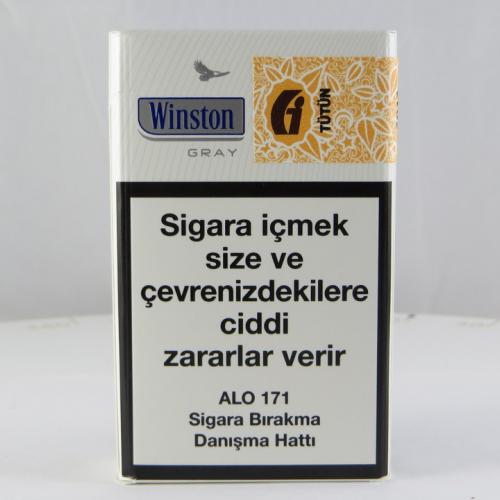 Winston
GRAY
TÜTÜN
Sigara içmek
size ve
çevrenizdekilere
ciddi
zararlar verir
ALO 171
Sigara Bırakma
Danışma Hattı